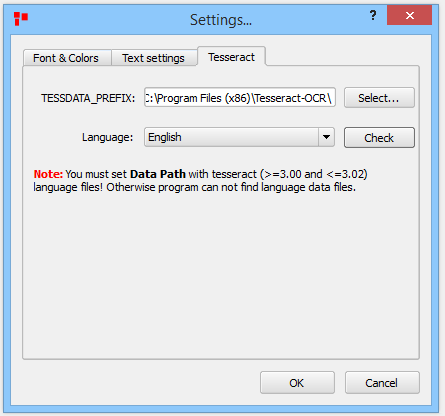 Settings...
?
Font & Colors Text settings Tesseract
TESSDATA_PREFIX: C:\Program Files (x86)\Tesseract-OCR\ Select...
Language: English Check
Note: You must set Data Path with tesseract (>=3.00 and <=3.02)
language files! Otherwise program can not find language data files.
OK Cancel